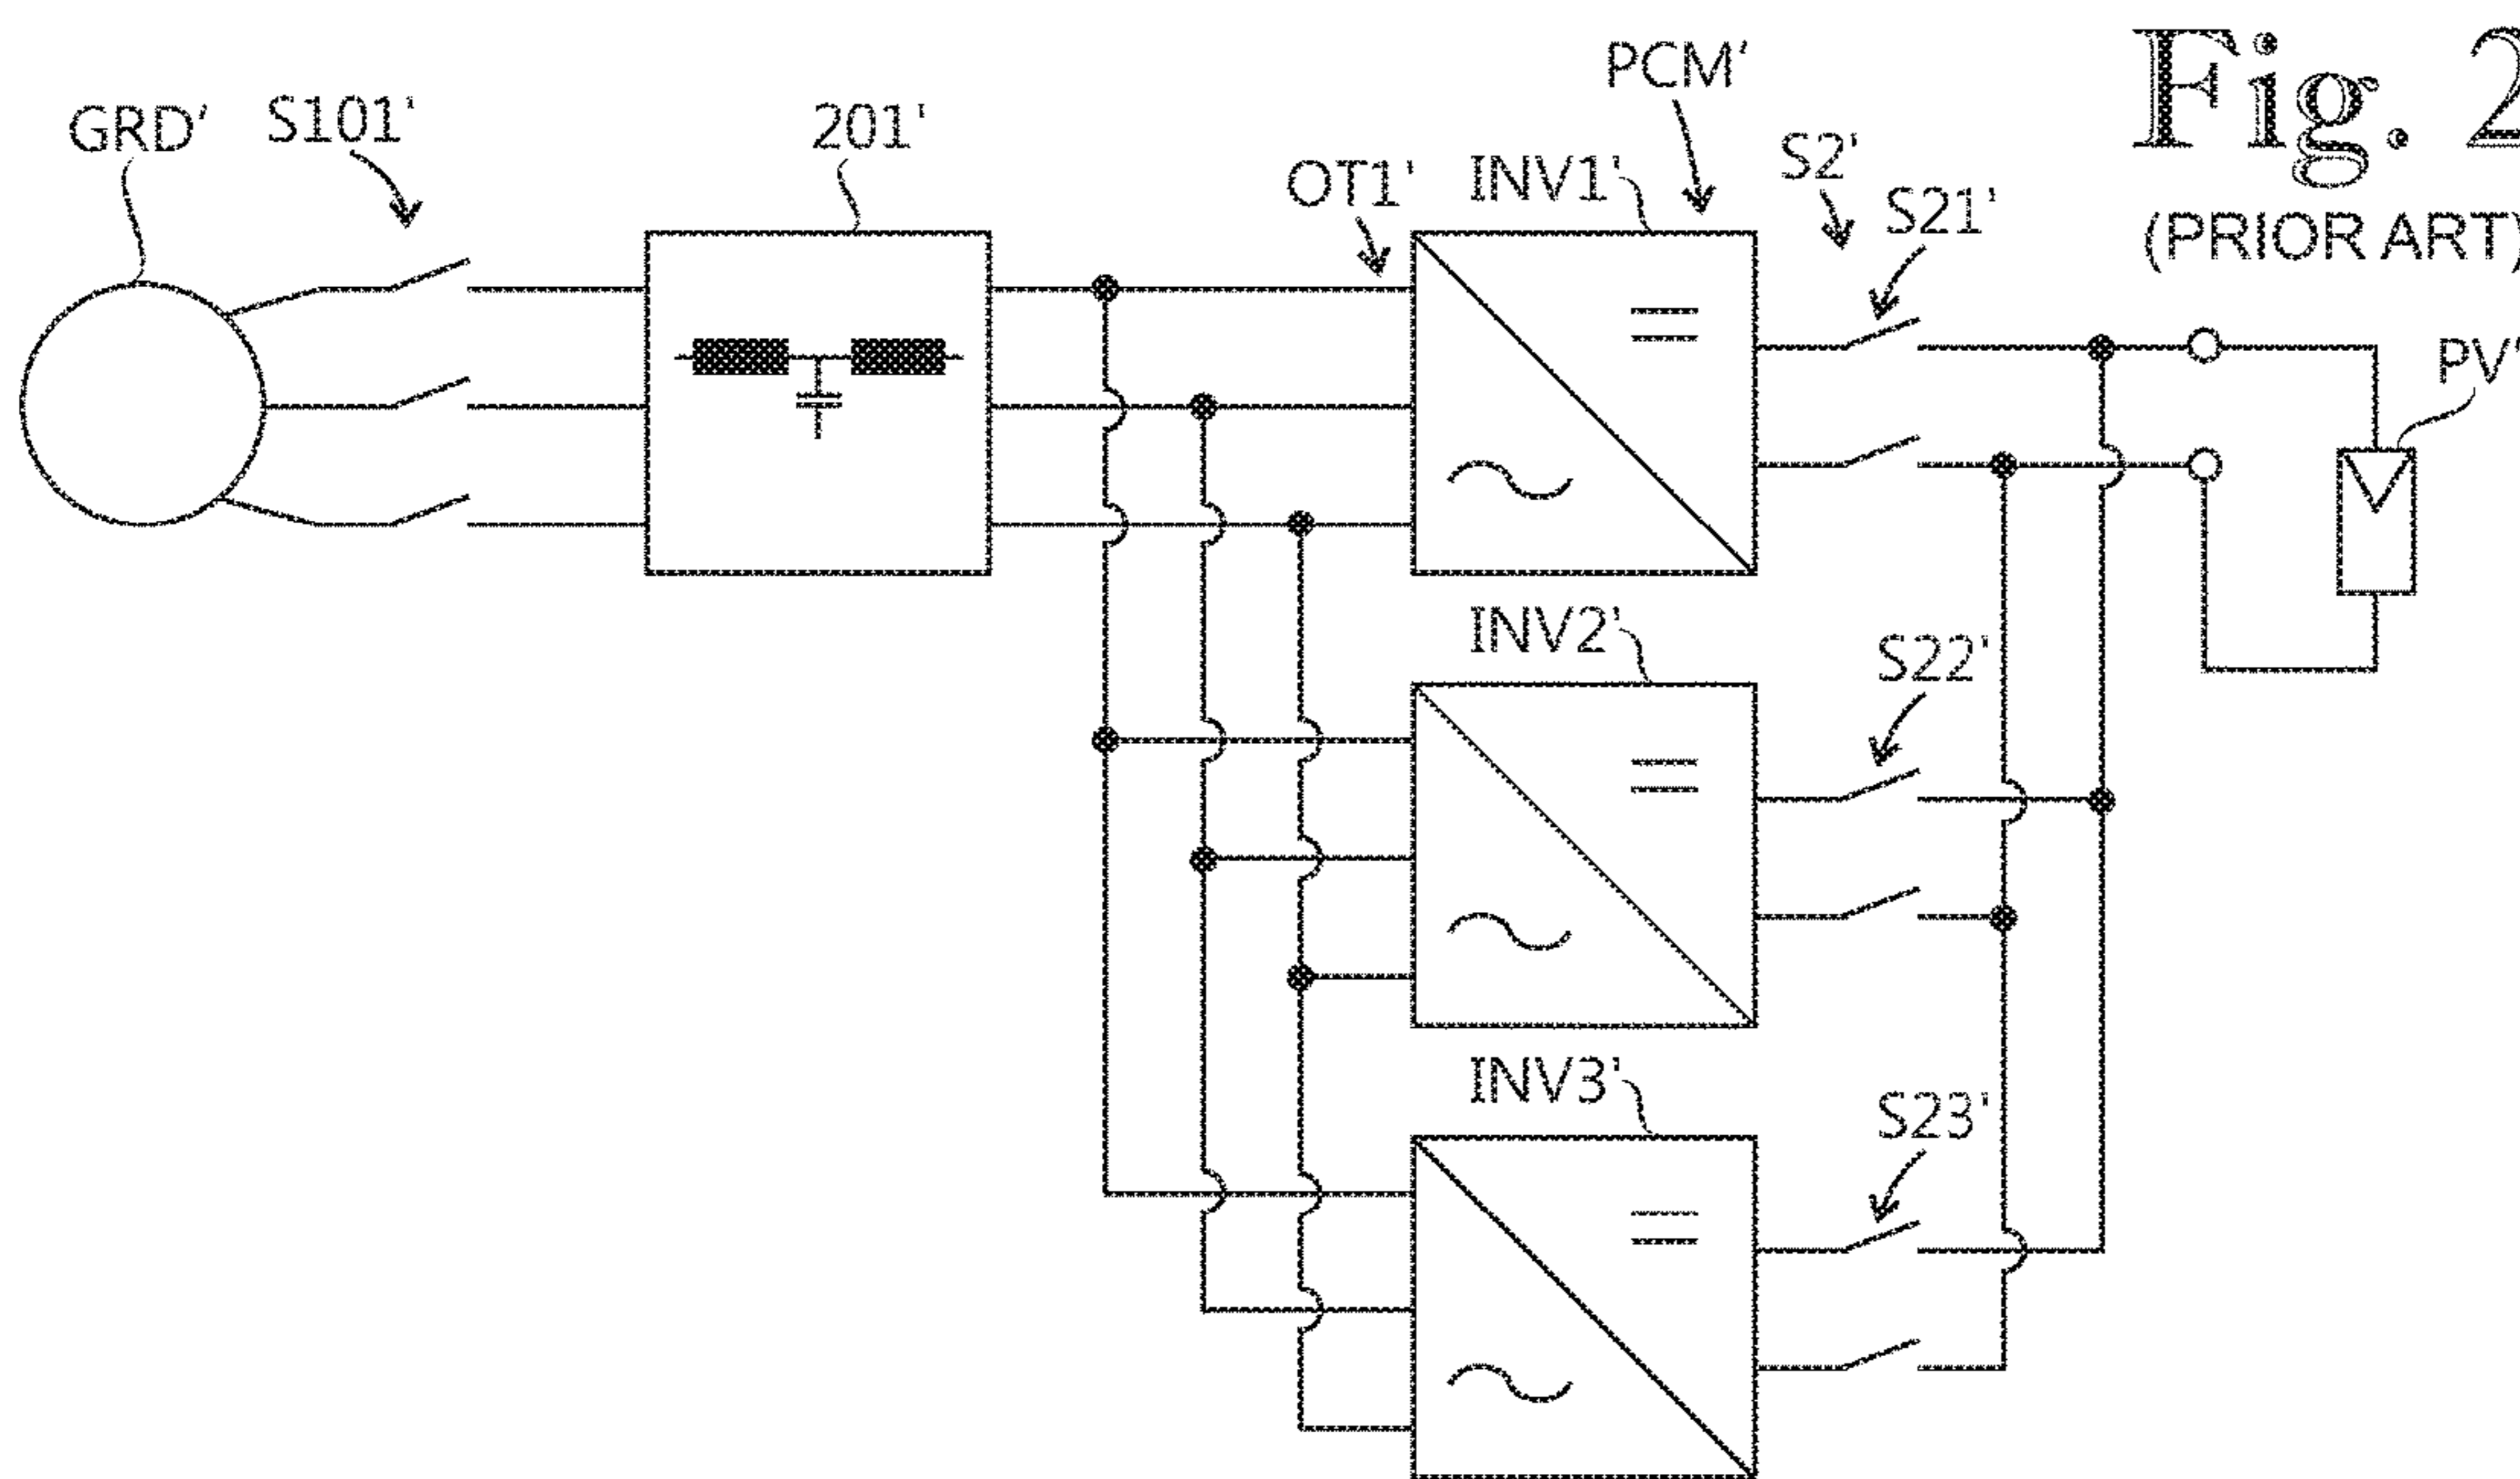 Fig. 2
(PRIOR ART)
GRD'
S101'
201'
OT1'
INV1'
PCM'
S2'
S21'
PV'
INV2'
S22'
INV3'
S23'